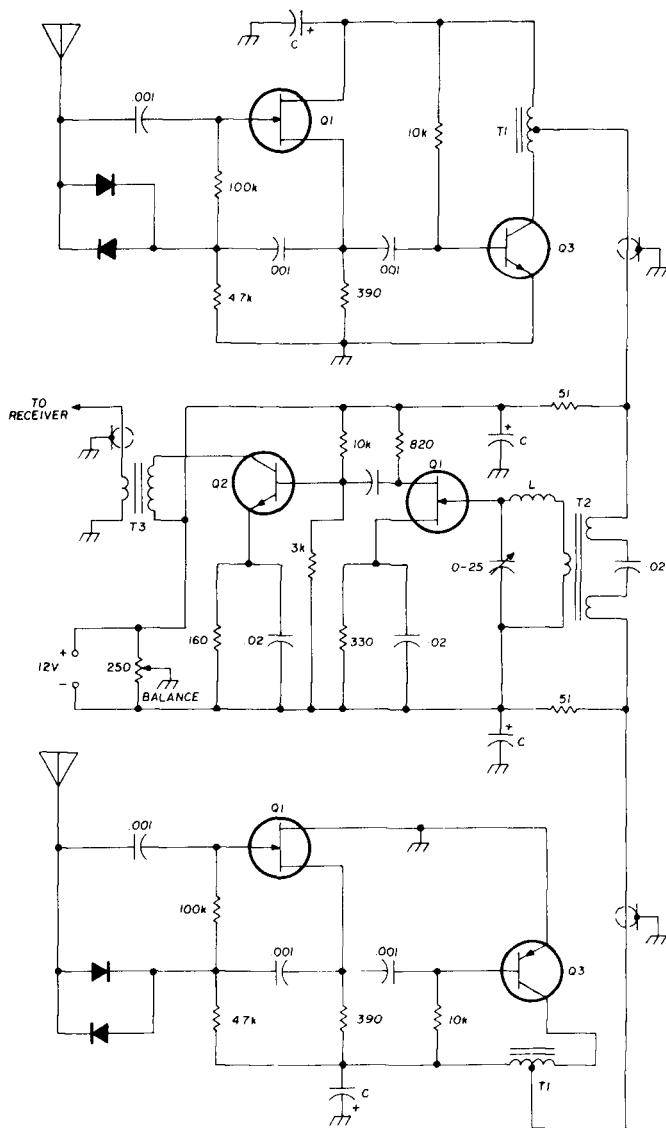 C +
.001
Q1
10k
T1
100k
Q3
.001
.001
4.7k
390
TO
RECEIVER
51
10k
820
+
C
Q1
L
T2
Q2
T3
3k
0-25
.02
160
.02
330
.02
+
12V
-
250
BALANCE
51
+
C
Q1
.001
100k
.001
.001
Q3
47k
390
10k
C
+
T1